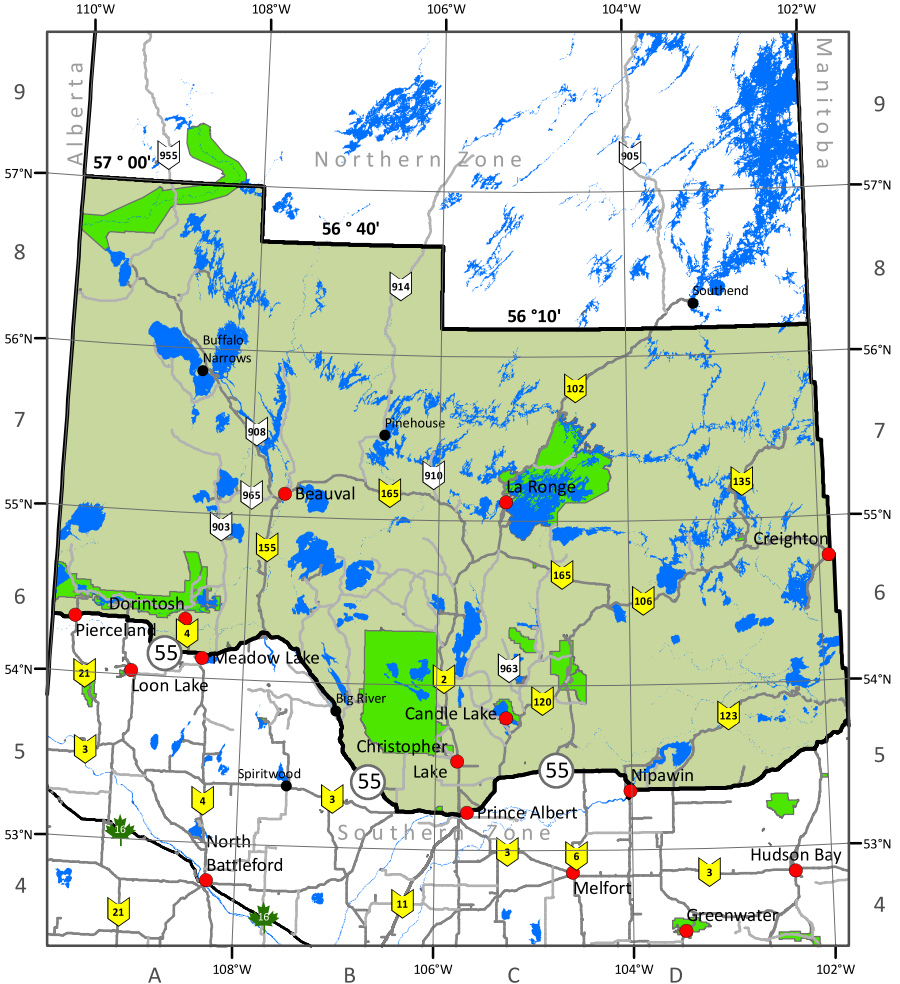 110°W 108°W 106°W 104°W 102°W
Alberta
Manitoba
9
9
955
905
Northern Zone
57 ° 00'
57°N
57°N
56 ° 40'
8
8
914
Southend
56 °10'
56°N
56°N
Buffalo
Narrows
102
7
7
Pinehouse
908
910
135
La Ronge
965
Beauval
165
55°N
55°N
903
155
Creighton
165
6
6
106
Dorintosh
Pierceland
4
55
Meadow Lake
963
54°N
54°N
21
2
Loon Lake
Big River
120
Candle Lake
123
3
Christopher
Lake
5
5
55
55
Spiritwood
Nipawin
4
3
Prince Albert
16
Southern Zone
53°N
53°N
North
Battleford
3
6
Hudson Bay
3
4
4
Melfort
21
11
16
Greenwater
108°W 106°W 104°W 102°W
A B C D